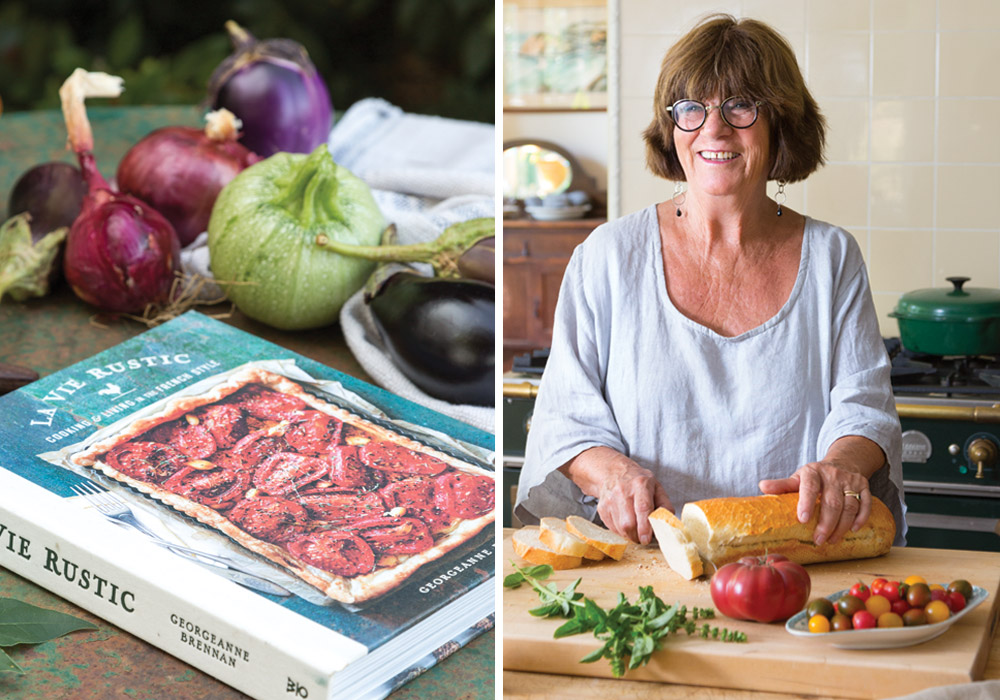 LA VIE RUSTIC
COOKING & LIVING IN THE FRENCH STYLE
GEORGEANNE
VIE RUSTIC
GEORGEANNE
BRENNAN
W/O